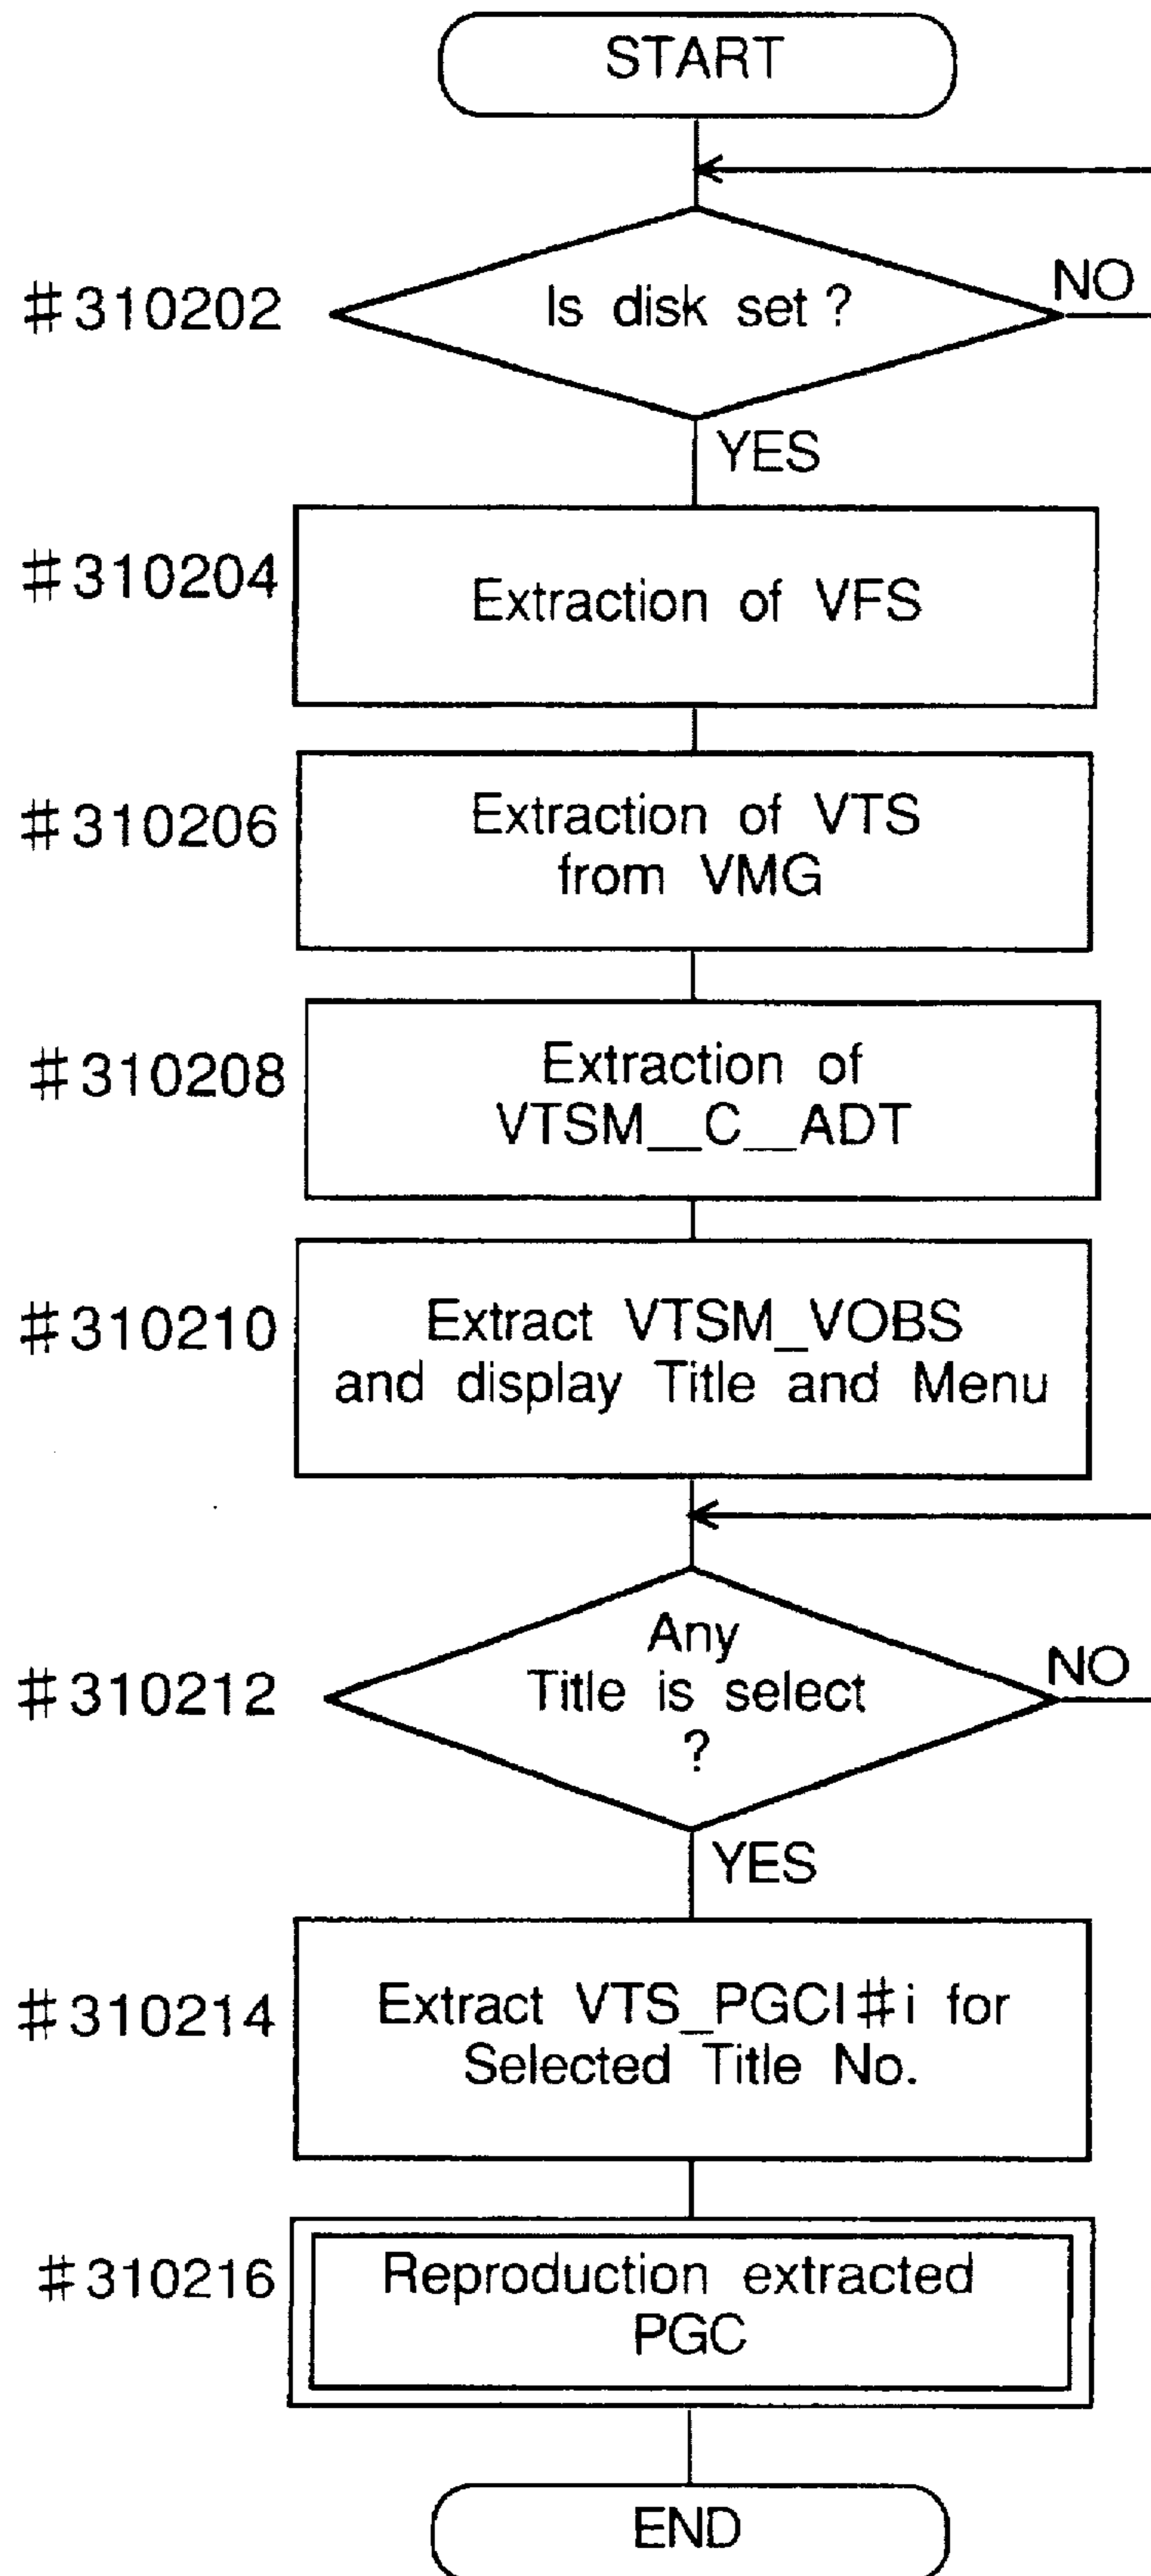 START
#310202
Is disk set ?
NO
YES
#310204
Extraction of VFS
#310206
Extraction of VTS
from VMG
#310208
Extraction of
VTSM__C__ADT
#310210
Extract VTSM_VOBS
and display Title and Menu
#310212
Any
Title is select
?
NO
YES
#310214
Extract VTS_PGCI#i for
Selected Title No.
#310216
Reproduction extracted
PGC
END